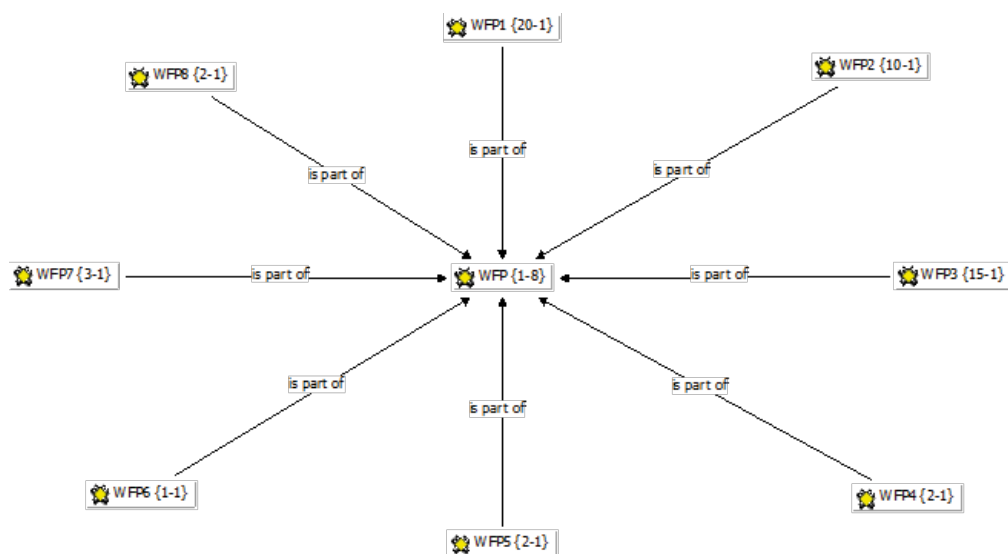 WFP1 {20-1}
WFP8 {2-1}
WFP2 {10-1}
is part of
is part of
is part of
WFP7 {3-1}
is part of
WFP {1-8}
is part of
WFP3 {15-1}
is part of
is part of
is part of
WFP6 {1-1}
WFP4 {2-1}
WFP5 {2-1}